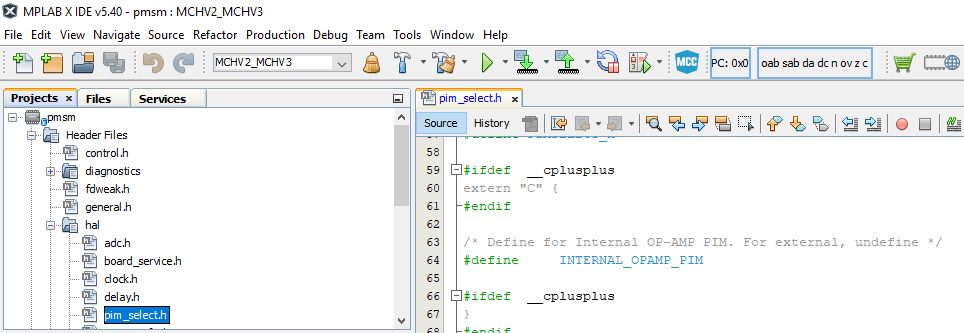 MPLAB X IDE v5.40 - pmsm : MCHV2_MCHV3
File Edit View Navigate Source Refactor Production Debug Team Tools Window Help
MCHV2_MCHV3
MCC
PC: 0x0
oab sab da dc n ov z c
Projects
Files
Services
pmsm
Header Files
control.h
diagnostics
fdweak.h
general.h
hal
adc.h
board_service.h
clock.h
delay.h
pim_select.h
pim_select.h
Source History
58
59 #ifdef __cplusplus
60 extern "C" {
61 #endif
62
63 /* Define for Internal OP-AMP PIM. For external, undefine */
64 #define INTERNAL_OPAMP_PIM
65
66 #ifdef __cplusplus
67 }
68 #endif